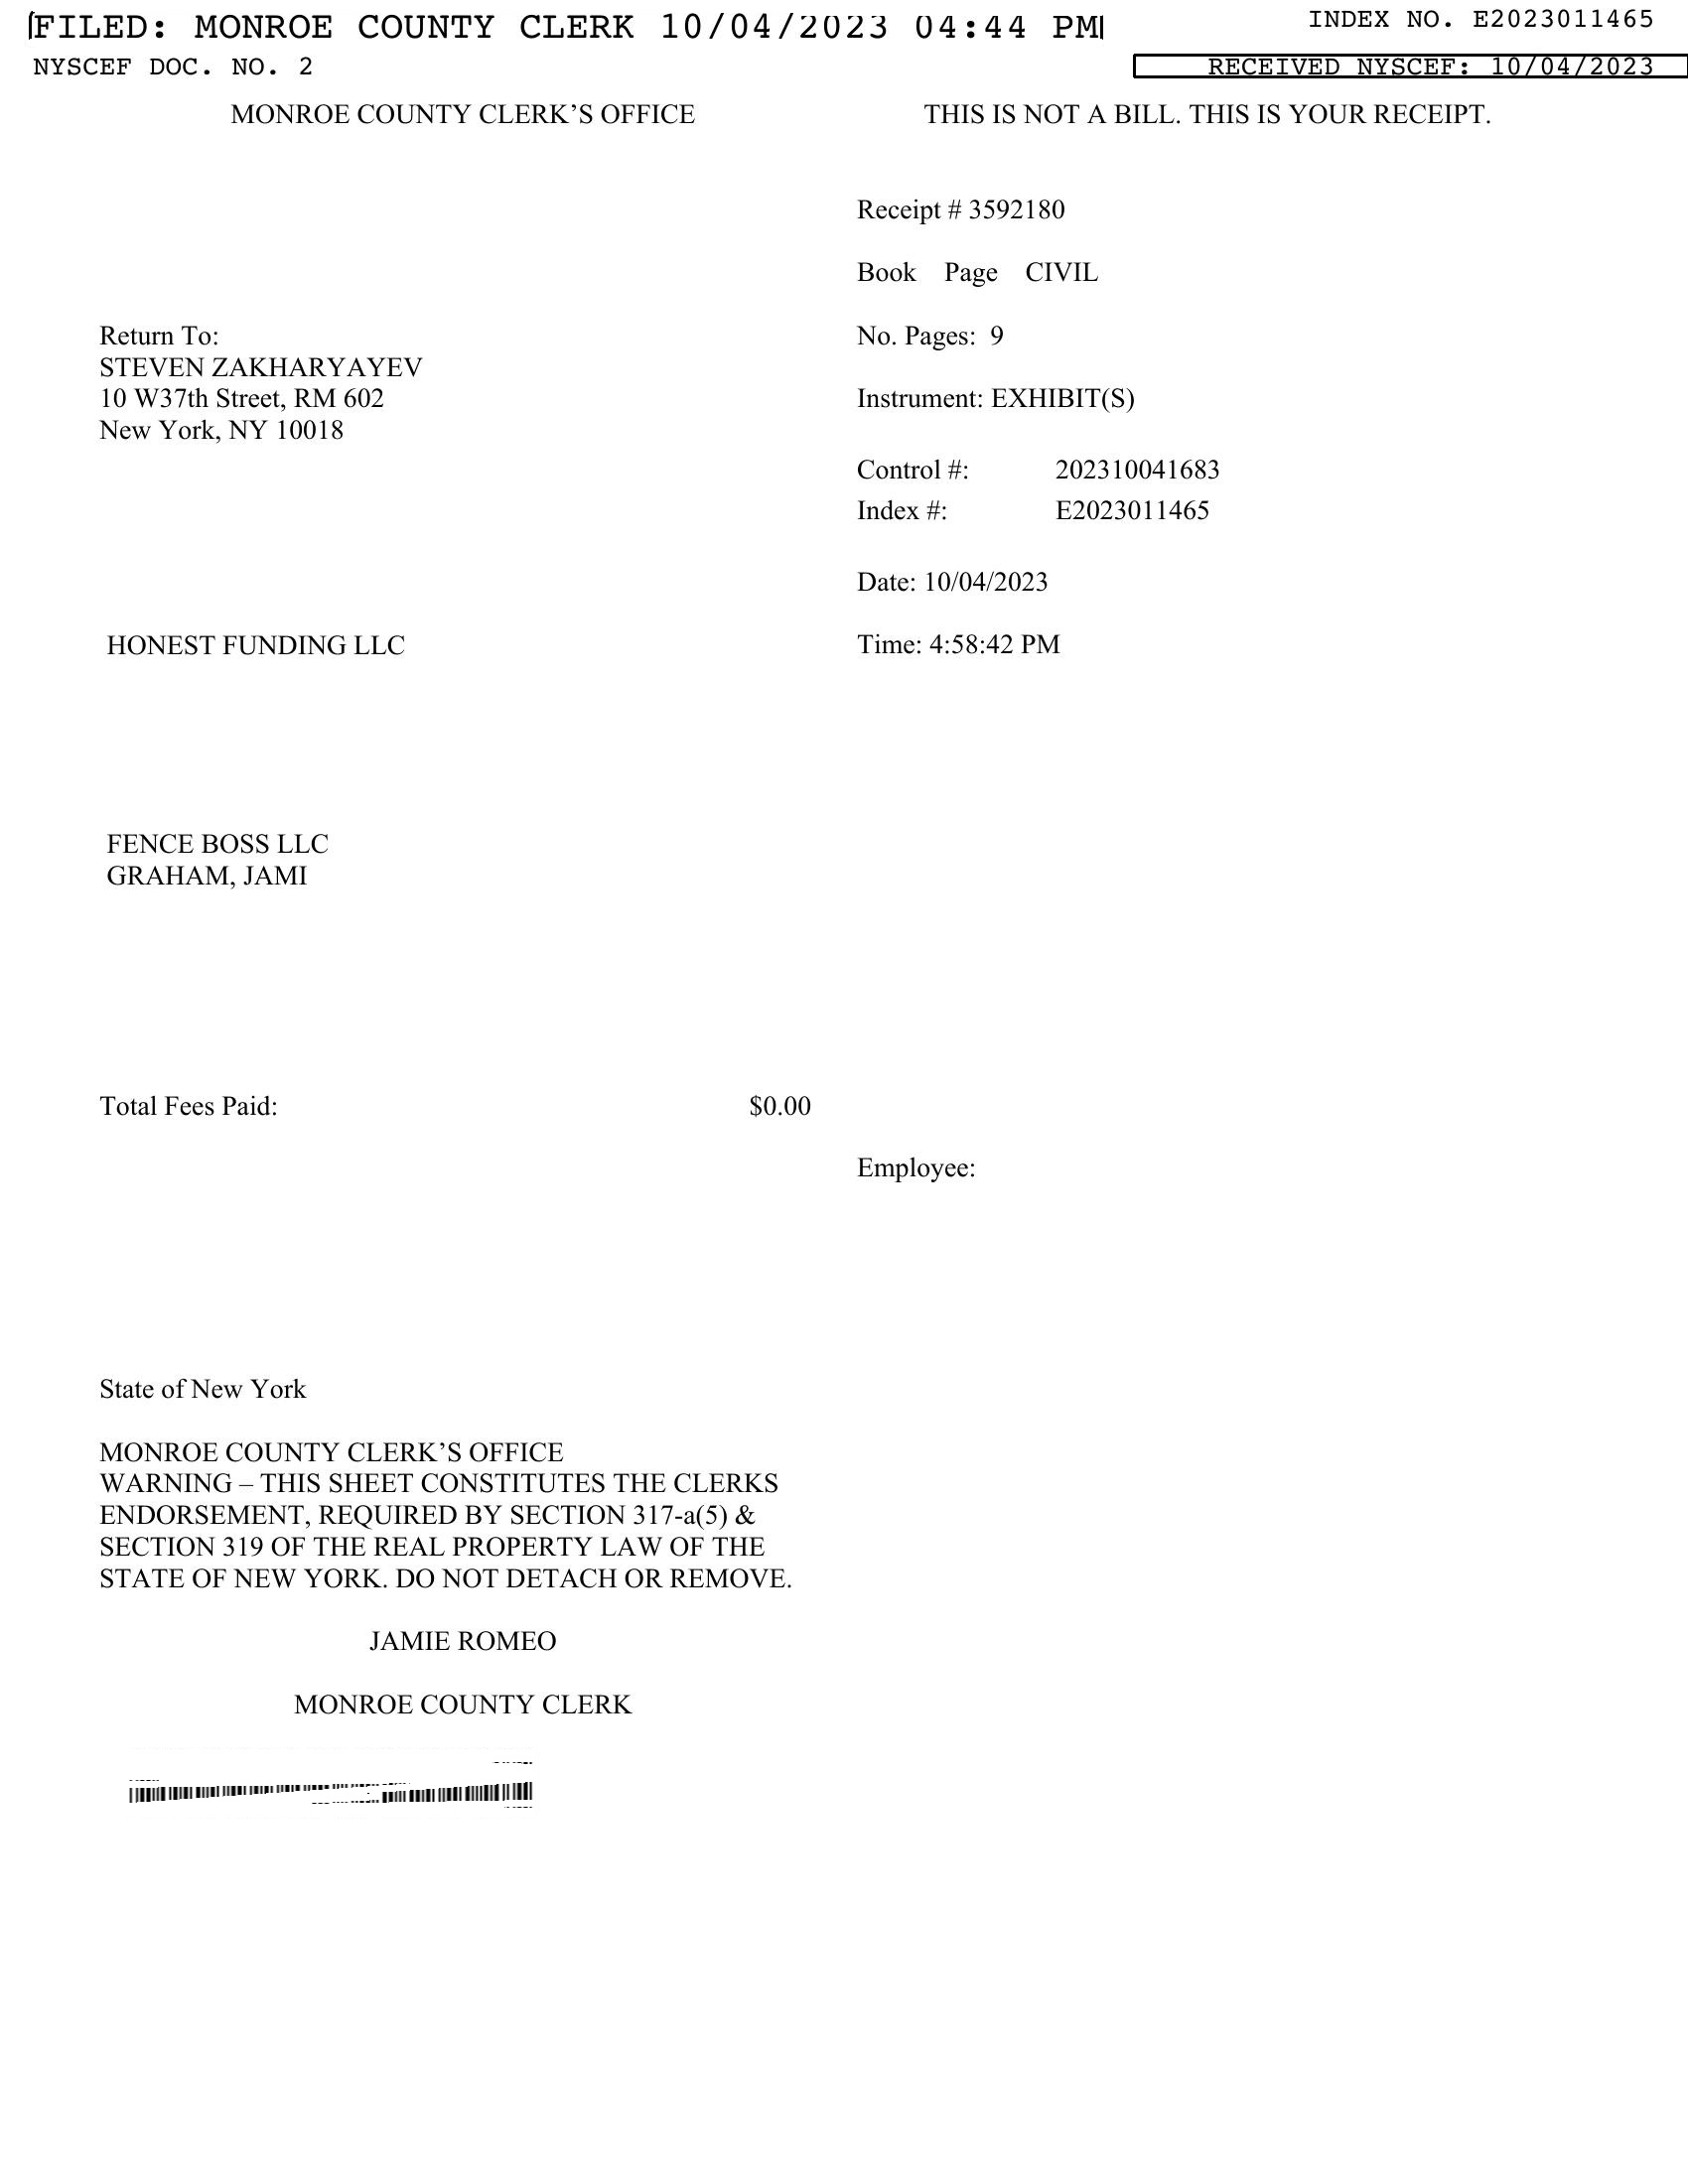 FILED: MONROE COUNTY CLERK 10/04/2023 04:44 PM
INDEX NO. E2023011465
NYSCEF DOC. NO. 2
RECEIVED NYSCEF: 10/04/2023
MONROE COUNTY CLERK’S OFFICE
THIS IS NOT A BILL. THIS IS YOUR RECEIPT.
Receipt # 3592180
Book Page CIVIL
Return To:
STEVEN ZAKHARYAYEV
10 W37th Street, RM 602
New York, NY 10018
No. Pages: 9
Instrument: EXHIBIT(S)
Control #: 202310041683
Index #: E2023011465
Date: 10/04/2023
HONEST FUNDING LLC
Time: 4:58:42 PM
FENCE BOSS LLC
GRAHAM, JAMI
Total Fees Paid: $0.00
Employee:
State of New York
MONROE COUNTY CLERK’S OFFICE
WARNING – THIS SHEET CONSTITUTES THE CLERKS
ENDORSEMENT, REQUIRED BY SECTION 317-a(5) &
SECTION 319 OF THE REAL PROPERTY LAW OF THE
STATE OF NEW YORK. DO NOT DETACH OR REMOVE.
JAMIE ROMEO
MONROE COUNTY CLERK